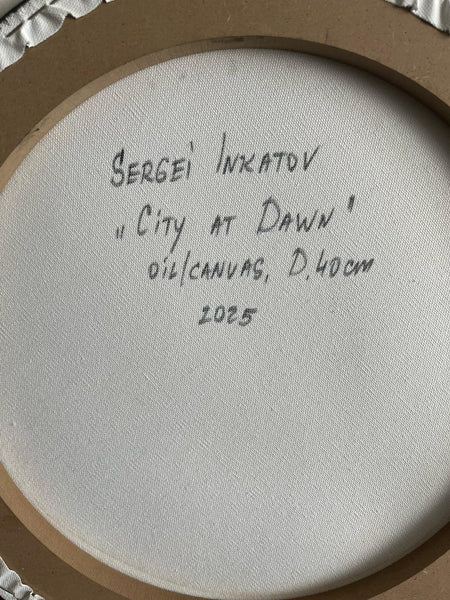 SERGEI INKATOV
„CITY AT DAWN"
OIL/CANVAS, D.40cm
2025